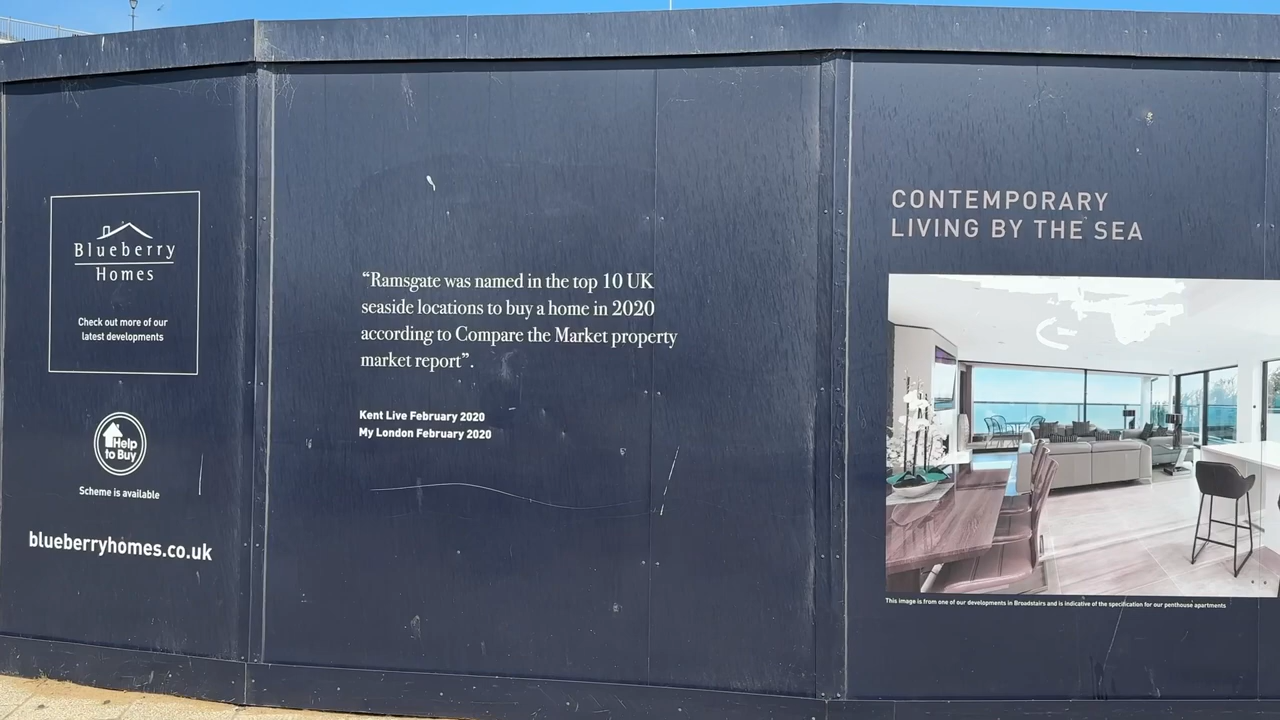 Blueberry
Homes
Check out more of our
latest developments
Help
to Buy
Scheme is available
blueberryhomes.co.uk
“Ramsgate was named in the top 10 UK
seaside locations to buy a home in 2020
according to Compare the Market property
market report”.
Kent Live February 2020
My London February 2020
CONTEMPORARY
LIVING BY THE SEA
This image is from one of our developments in Broadstairs and is indicative of the specification for our penthouse apartments